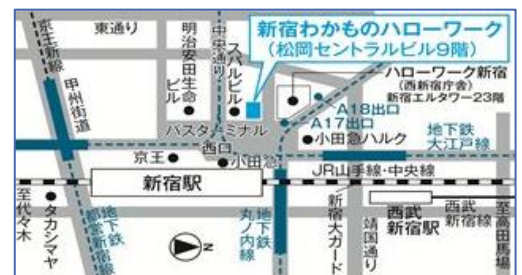 新宿わかものハローワーク
(松岡セントラルビル9階)
東通り
中央通り
明治安田生命
ビル
スバルビル
京王新線
甲州街道
ハローワーク新宿
(西新宿庁舎)
新宿エルタワー23階
A18出口
A17出口
バスターミナル
西口
小田急ハルク
地下鉄
大江戸線
京王
小田急
JR山手線・中央線
新宿駅
西武
新宿駅
西武
新宿線
至代々木
タカシマヤ
地下鉄
都営新宿線
N
地下鉄
丸ノ内線
新宿大ガード
靖国通り
至高田馬場